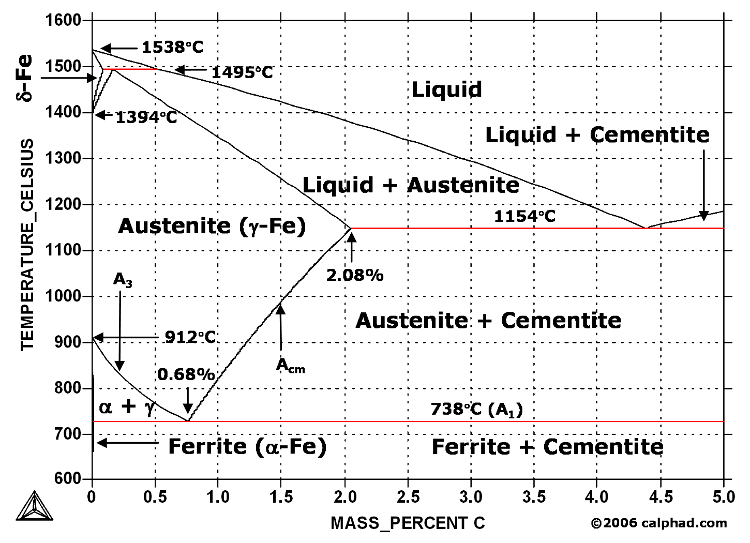 1600
1538°C
1500
1495°C
δ-Fe
Liquid
1400
1394°C
Liquid + Cementite
1300
Liquid + Austenite
1200
1154°C
Austenite (γ-Fe)
1100
2.08%
A3
1000
Austenite + Cementite
TEMPERATURE_CELSIUS
900
912°C
Acm
0.68%
800
α + γ
738°C (A1)
700
Ferrite (α-Fe)
Ferrite + Cementite
600
0 0.5 1.0 1.5 2.0 2.5 3.0 3.5 4.0 4.5 5.0
MASS_PERCENT C
©2006 calphad.com